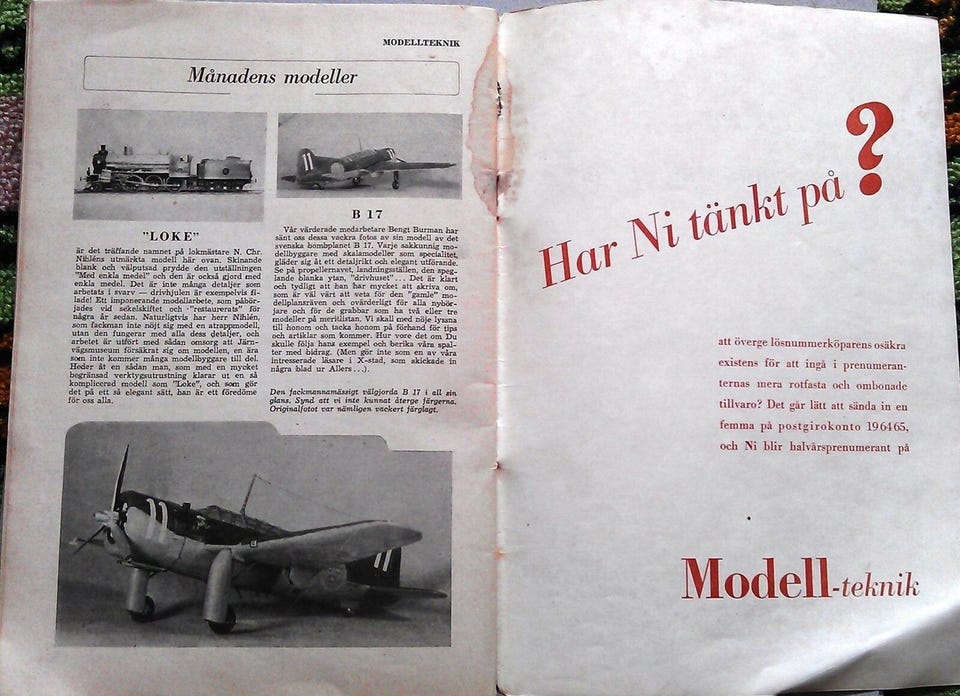 MODELLTEKNIK
Månadens modeller
"LOKE"
är det träffande namnet på lokmästare N. Chr.
Nihléns utmärkta modell här ovan. Skinande
blank och välputsad prydde den utställningen
"Med enkla medel" och den är också gjord med
enkla medel. Det är inte många detaljer som
arbetats i svarv — drivhjulen är exempelvis fi-
lade! Ett imponerande modellarbete, som påbör-
jades vid sekelskiftet och "restaurerats" för
några år sedan. Naturligtvis har herr Nihlén,
som fackman inte nöjt sig med en atrappmodell,
utan den fungerar med alla dess detaljer, och
arbetet är utfört med sådan omsorg att Järn-
vägsmuseum försäkrat sig om modellen, en ära
som inte kommer många modellbyggare till del.
Heder åt en sådan man, som med en mycket
begränsad verktygsutrustning klarar ut en så
komplicerad modell som "Loke", och som gör
det på ett så elegant sätt, han är ett föredöme
för oss alla.
B 17
Vår värderade medarbetare Bengt Burman har
sänt oss dessa vackra fotos av sin modell av det
svenska bombplanet B 17. Varje sakkunnig mo-
dellbyggare med skalamodeller som specialitet,
gläder sig åt ett detaljrikt och elegant utförande.
Se på propellernavet, landningsställen, den speg-
lande blanka ytan, "drivhuset"... Det är klart
och tydligt att han har mycket att skriva om,
som är väl värt att veta för den "gamle" mo-
dellplansräven och ovärderligt för alla nybör-
jare och för de grabbar som ha två eller tre
modeller på meritlistan. Vi skall med nöje lyssna
till honom och tacka honom på förhand för tips
och artiklar som kommer. Hur vore det om Du
skulle följa hans exempel och berika våra spal-
ter med bidrag. (Men gör inte som en av våra
intresserade läsare i X-stad, som skickade in
några blad ur Allers...).
Den fackmannamässigt välgjorda B 17 i all sin
glans. Synd att vi inte kunnat återge färgerna.
Originalfotot var nämligen vackert färglagt.
11
11
11
Har Ni tänkt på ?
att överge lösnummerköparens osäkra
existens för att ingå i prenumeran-
ternas mera rotfasta och ombonade
tillvaro? Det går lätt att sända in en
femma på postgirokonto 196465,
och Ni blir halvårsprenumerant på
Modell-teknik